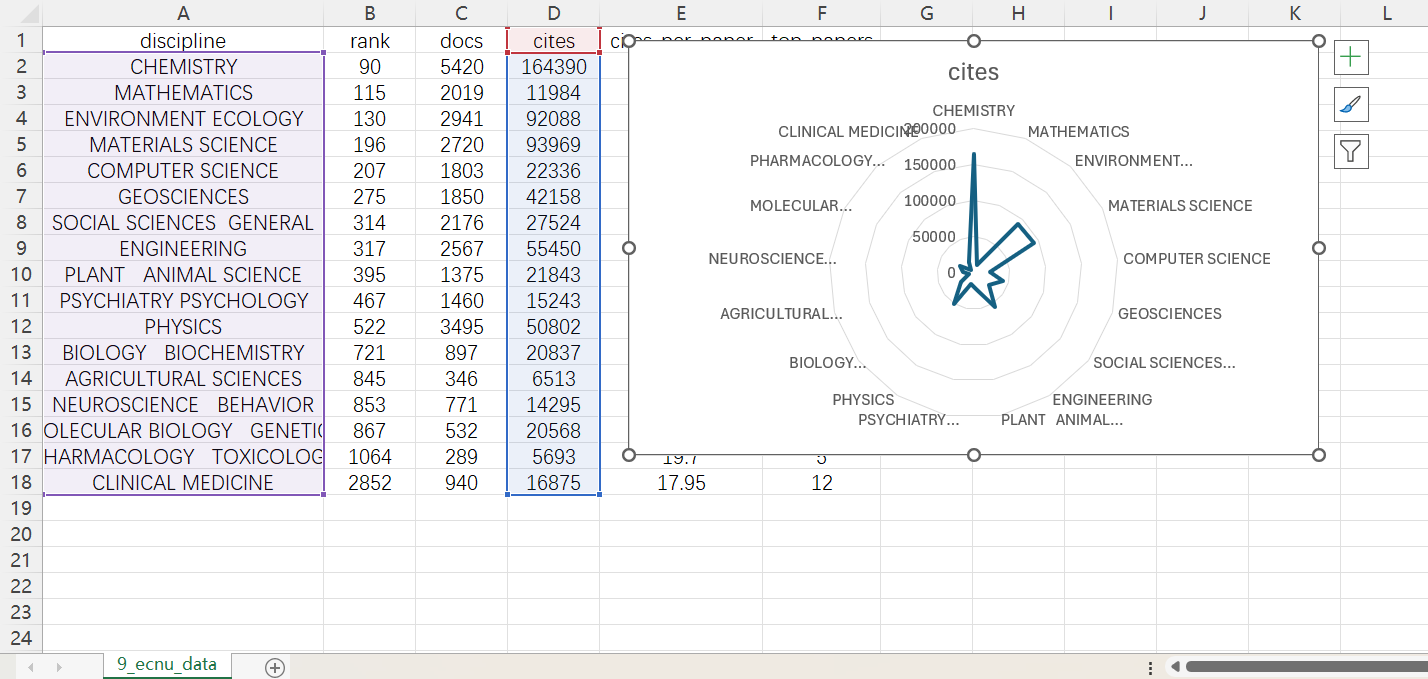 A B C D E F G H I J K L
1 discipline rank docs cites cites_per_paper top_papers
2 CHEMISTRY 90 5420 164390
3 MATHEMATICS 115 2019 11984
4 ENVIRONMENT ECOLOGY 130 2941 92088
5 MATERIALS SCIENCE 196 2720 93969
6 COMPUTER SCIENCE 207 1803 22336
7 GEOSCIENCES 275 1850 42158
8 SOCIAL SCIENCES GENERAL 314 2176 27524
9 ENGINEERING 317 2567 55450
10 PLANT ANIMAL SCIENCE 395 1375 21843
11 PSYCHIATRY PSYCHOLOGY 467 1460 15243
12 PHYSICS 522 3495 50802
13 BIOLOGY BIOCHEMISTRY 721 897 20837
14 AGRICULTURAL SCIENCES 845 346 6513
15 NEUROSCIENCE BEHAVIOR 853 771 14295
16 OLECULAR BIOLOGY GENETIC 867 532 20568
17 HARMACOLOGY TOXICOLOG 1064 289 5693 19.7 5
18 CLINICAL MEDICINE 2852 940 16875 17.95 12
19
20
21
22
23
24
cites
CHEMISTRY
CLINICAL MEDICINE 200000 MATHEMATICS
PHARMACOLOGY... 150000 ENVIRONMENT...
MOLECULAR... 100000 MATERIALS SCIENCE
50000
NEUROSCIENCE... COMPUTER SCIENCE
0
AGRICULTURAL... GEOSCIENCES
BIOLOGY... SOCIAL SCIENCES...
PHYSICS ENGINEERING
PSYCHIATRY... PLANT ANIMAL...
9_ecnu_data